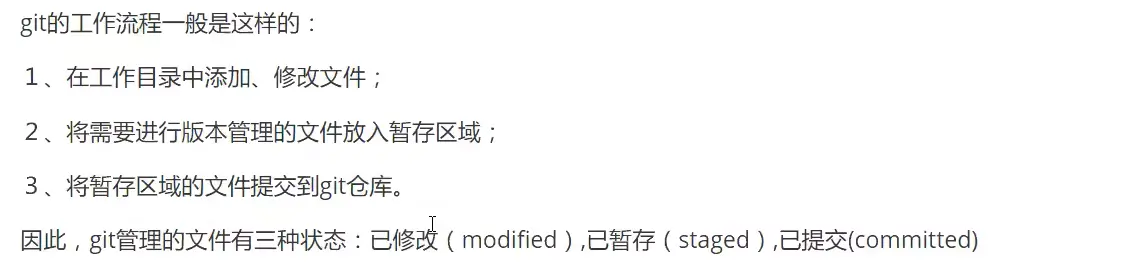 git的工作流程一般是这样的：
１、在工作目录中添加、修改文件；
２、将需要进行版本管理的文件放入暂存区域；
３、将暂存区域的文件提交到git仓库。
因此，git管理的文件有三种状态：已修改（modified）,已暂存（staged）,已提交(committed)